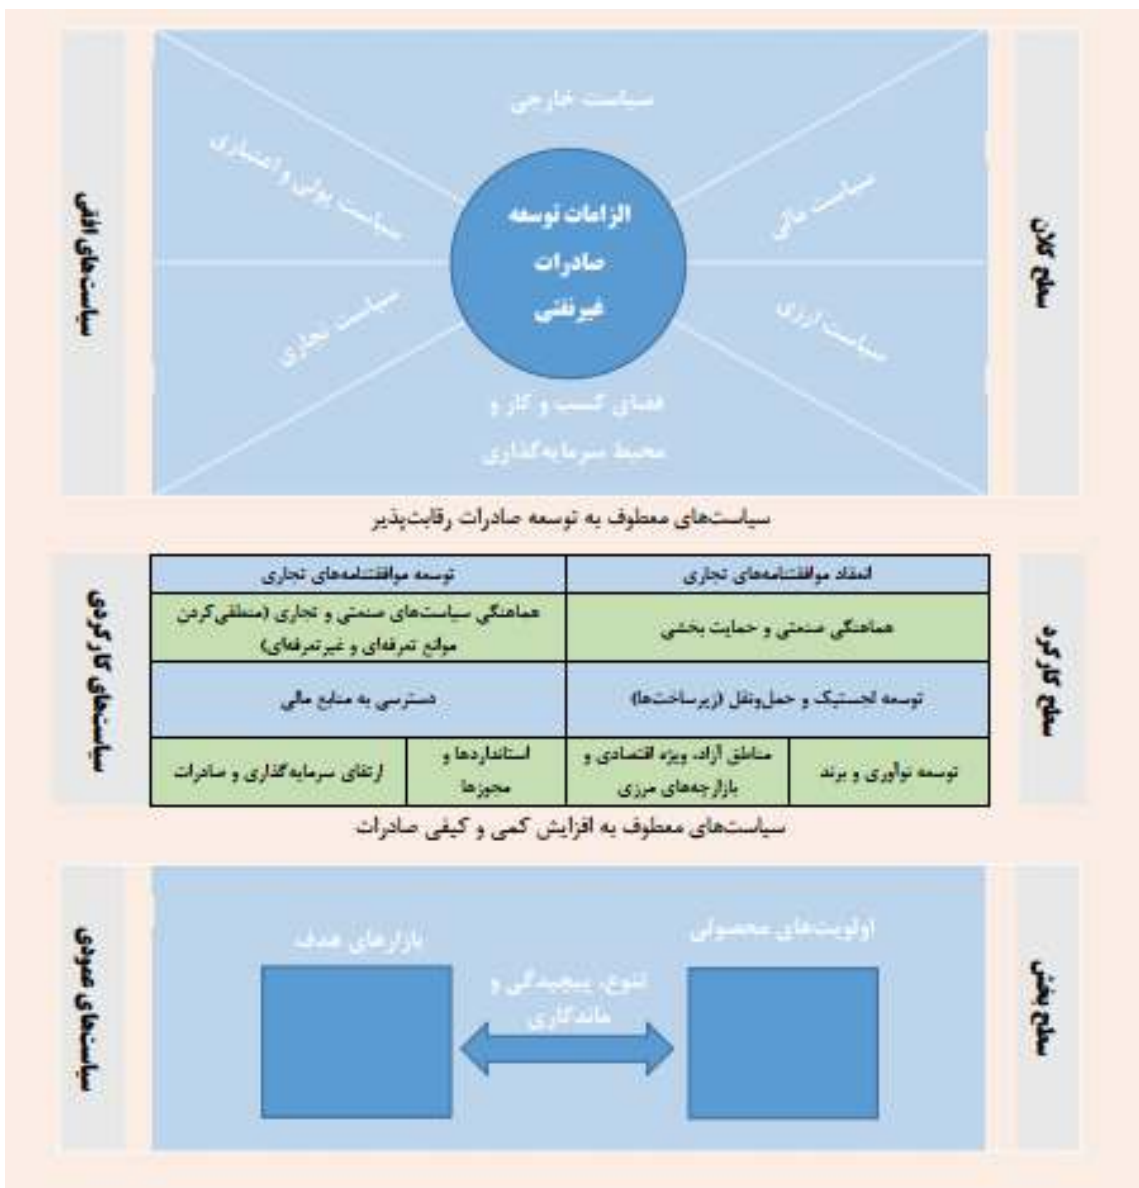 سیاست خارجی
سیاست مالی
سیاست پولی و اعتباری
الزامات توسعه
صادرات
غیرنفتی
سطح کلان
سیاست‌های افقی
سیاست ارزی
سیاست تجاری
فضای کسب و کار و
محیط سرمایه‌گذاری
سیاست‌های معطوف به توسعه صادرات رقابت‌پذیر
سطح کارکرد
انعقاد موافقتنامه‌های تجاری
توسعه موافقتنامه‌های تجاری
هماهنگی صنعتی و حمایت بخشی
هماهنگی سیاست‌های صنعتی و تجاری (منطقی‌کردن
موانع تعرفه‌ای و غیرتعرفه‌ای)
توسعه لجستیک و حمل‌ونقل (زیرساخت‌ها)
دسترسی به منابع مالی
توسعه نوآوری و برند
مناطق آزاد، ویژه اقتصادی و
بازارچه‌های مرزی
استانداردها و
مجوزها
ارتقای سرمایه‌گذاری و صادرات
سیاست‌های کارکردی
سیاست‌های معطوف به افزایش کمی و کیفی صادرات
سطح بخش
اولویت‌های محصولی
بازارهای هدف
تنوع، پیچیدگی و
ماندگاری
سیاست‌های عمودی